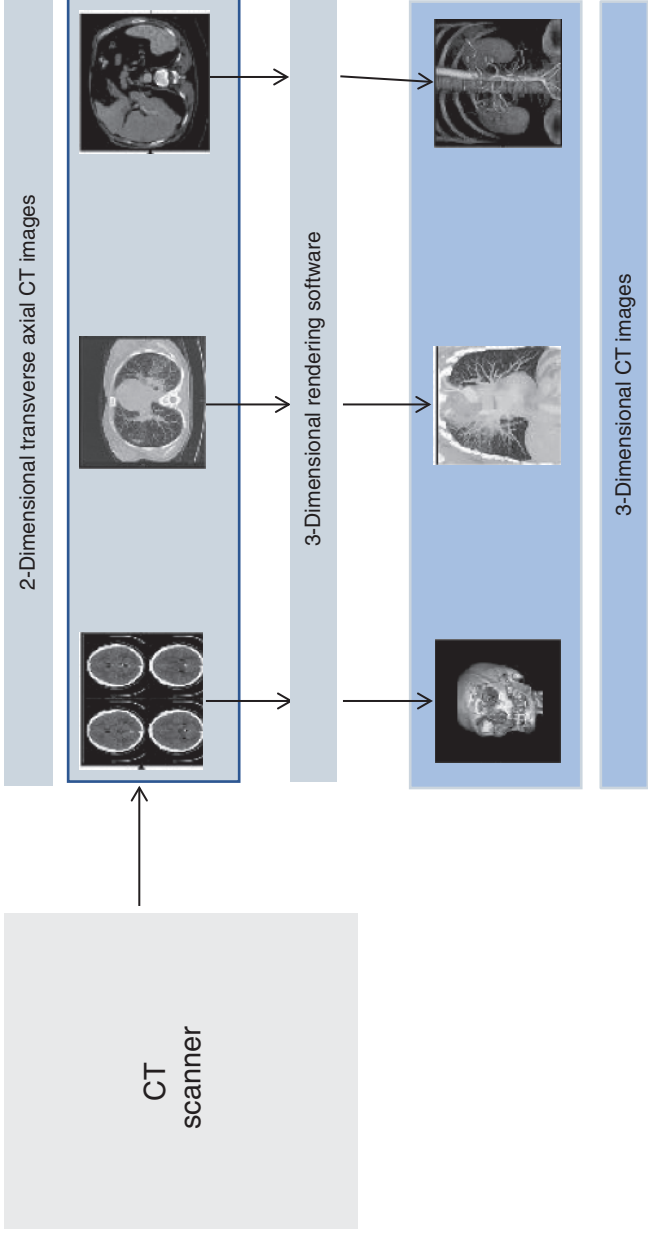 2-Dimensional transverse axial CT images
3-Dimensional rendering software
3-Dimensional CT images
CT
scanner